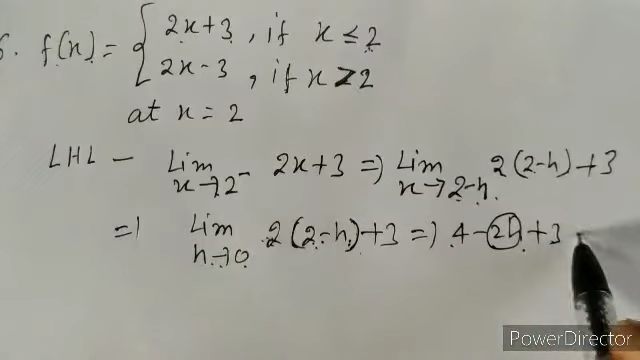 6. f(x) = { 2x+3, if x ≤ 2
2x-3, if x > 2
at x = 2
LHL - Lim x→2⁻ 2x+3 => Lim x→2-h 2(2-h)+3
=> Lim h→0 2(2-h)+3 => 4-2h+3
PowerDirector